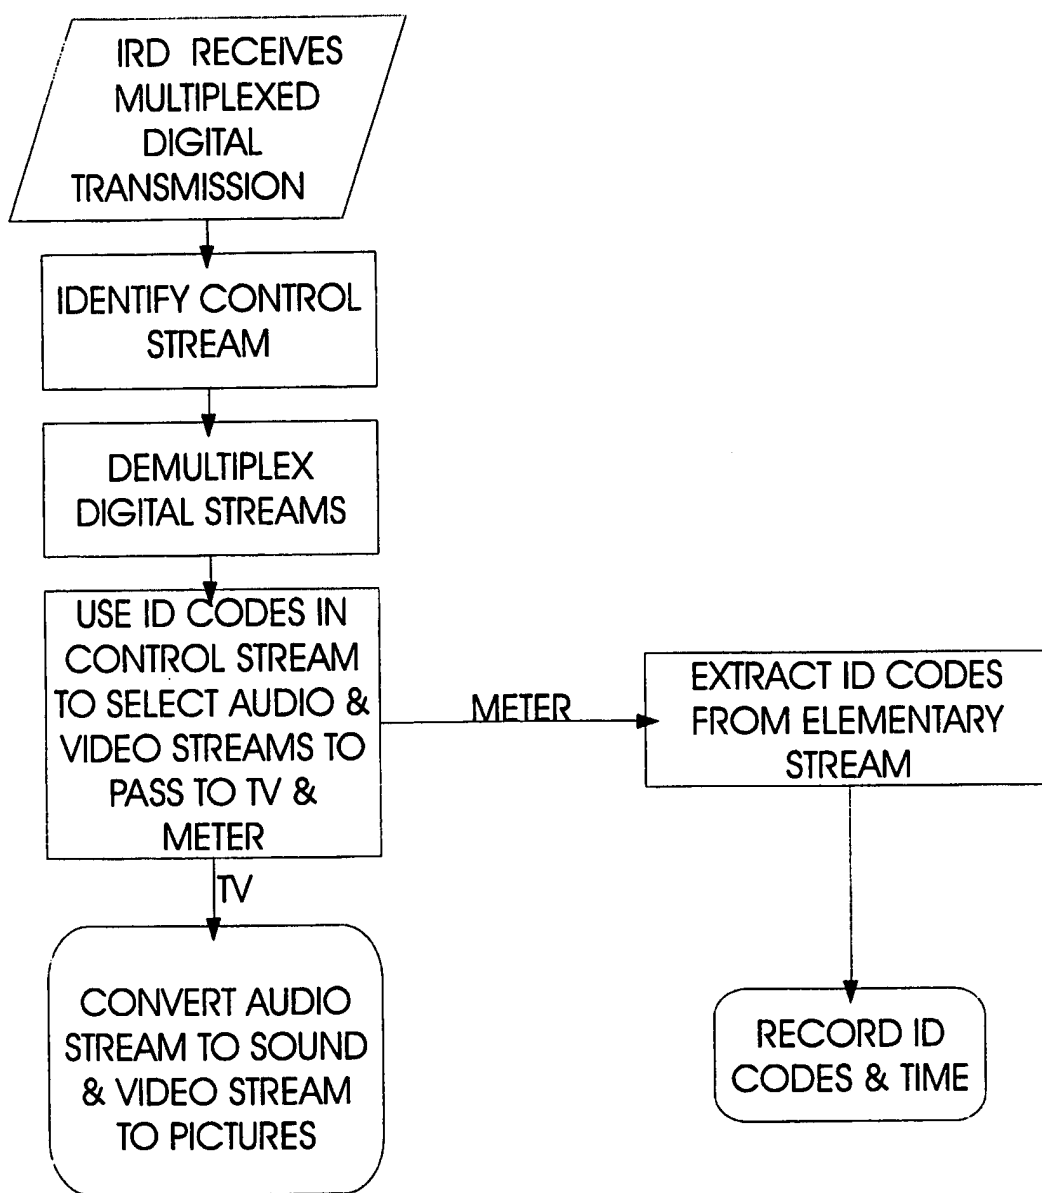 IRD RECEIVES
MULTIPLEXED
DIGITAL
TRANSMISSION
IDENTIFY CONTROL
STREAM
DEMULTIPLEX
DIGITAL STREAMS
USE ID CODES IN
CONTROL STREAM
TO SELECT AUDIO &
VIDEO STREAMS TO
PASS TO TV &
METER
METER
EXTRACT ID CODES
FROM ELEMENTARY
STREAM
TV
CONVERT AUDIO
STREAM TO SOUND
& VIDEO STREAM
TO PICTURES
RECORD ID
CODES & TIME